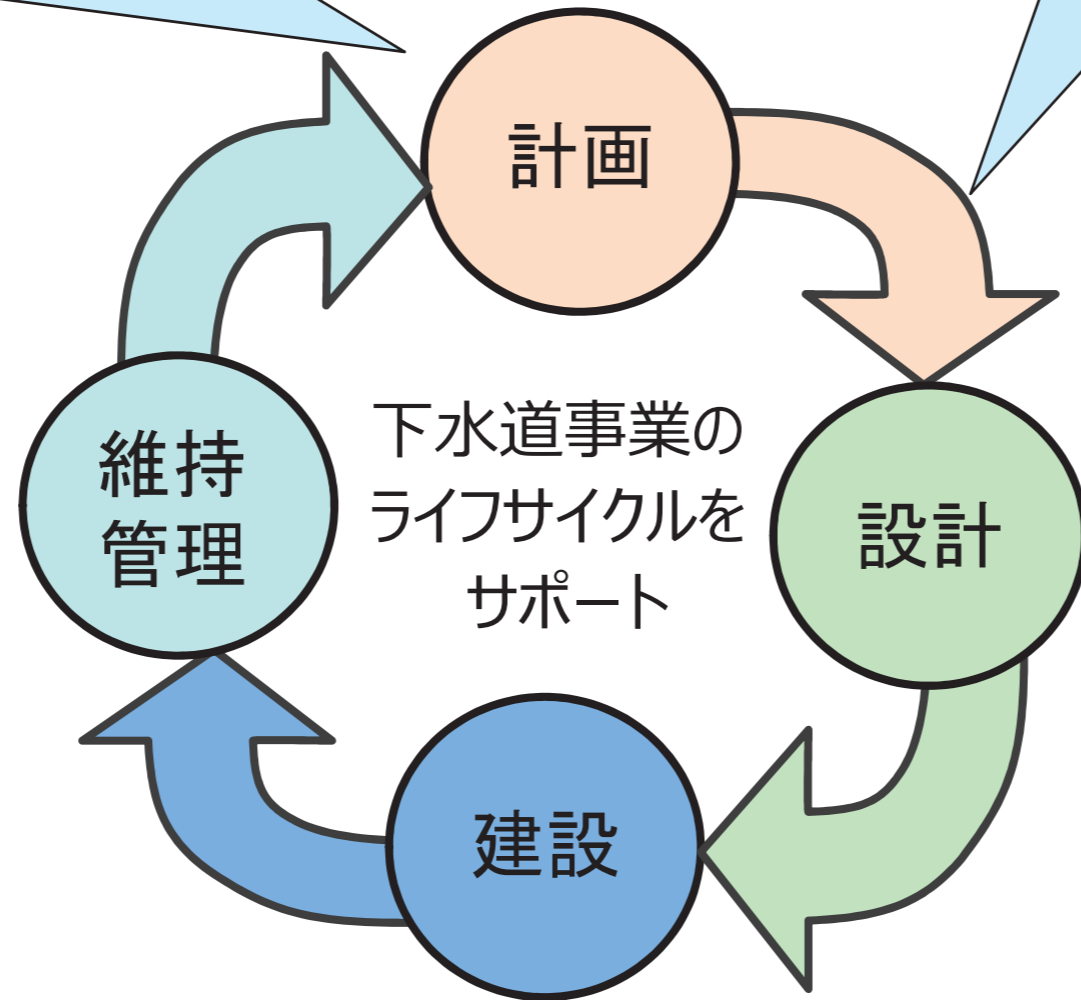 計画
下水道事業の
ライフサイクルを
サポート
維持
管理
設計
建設